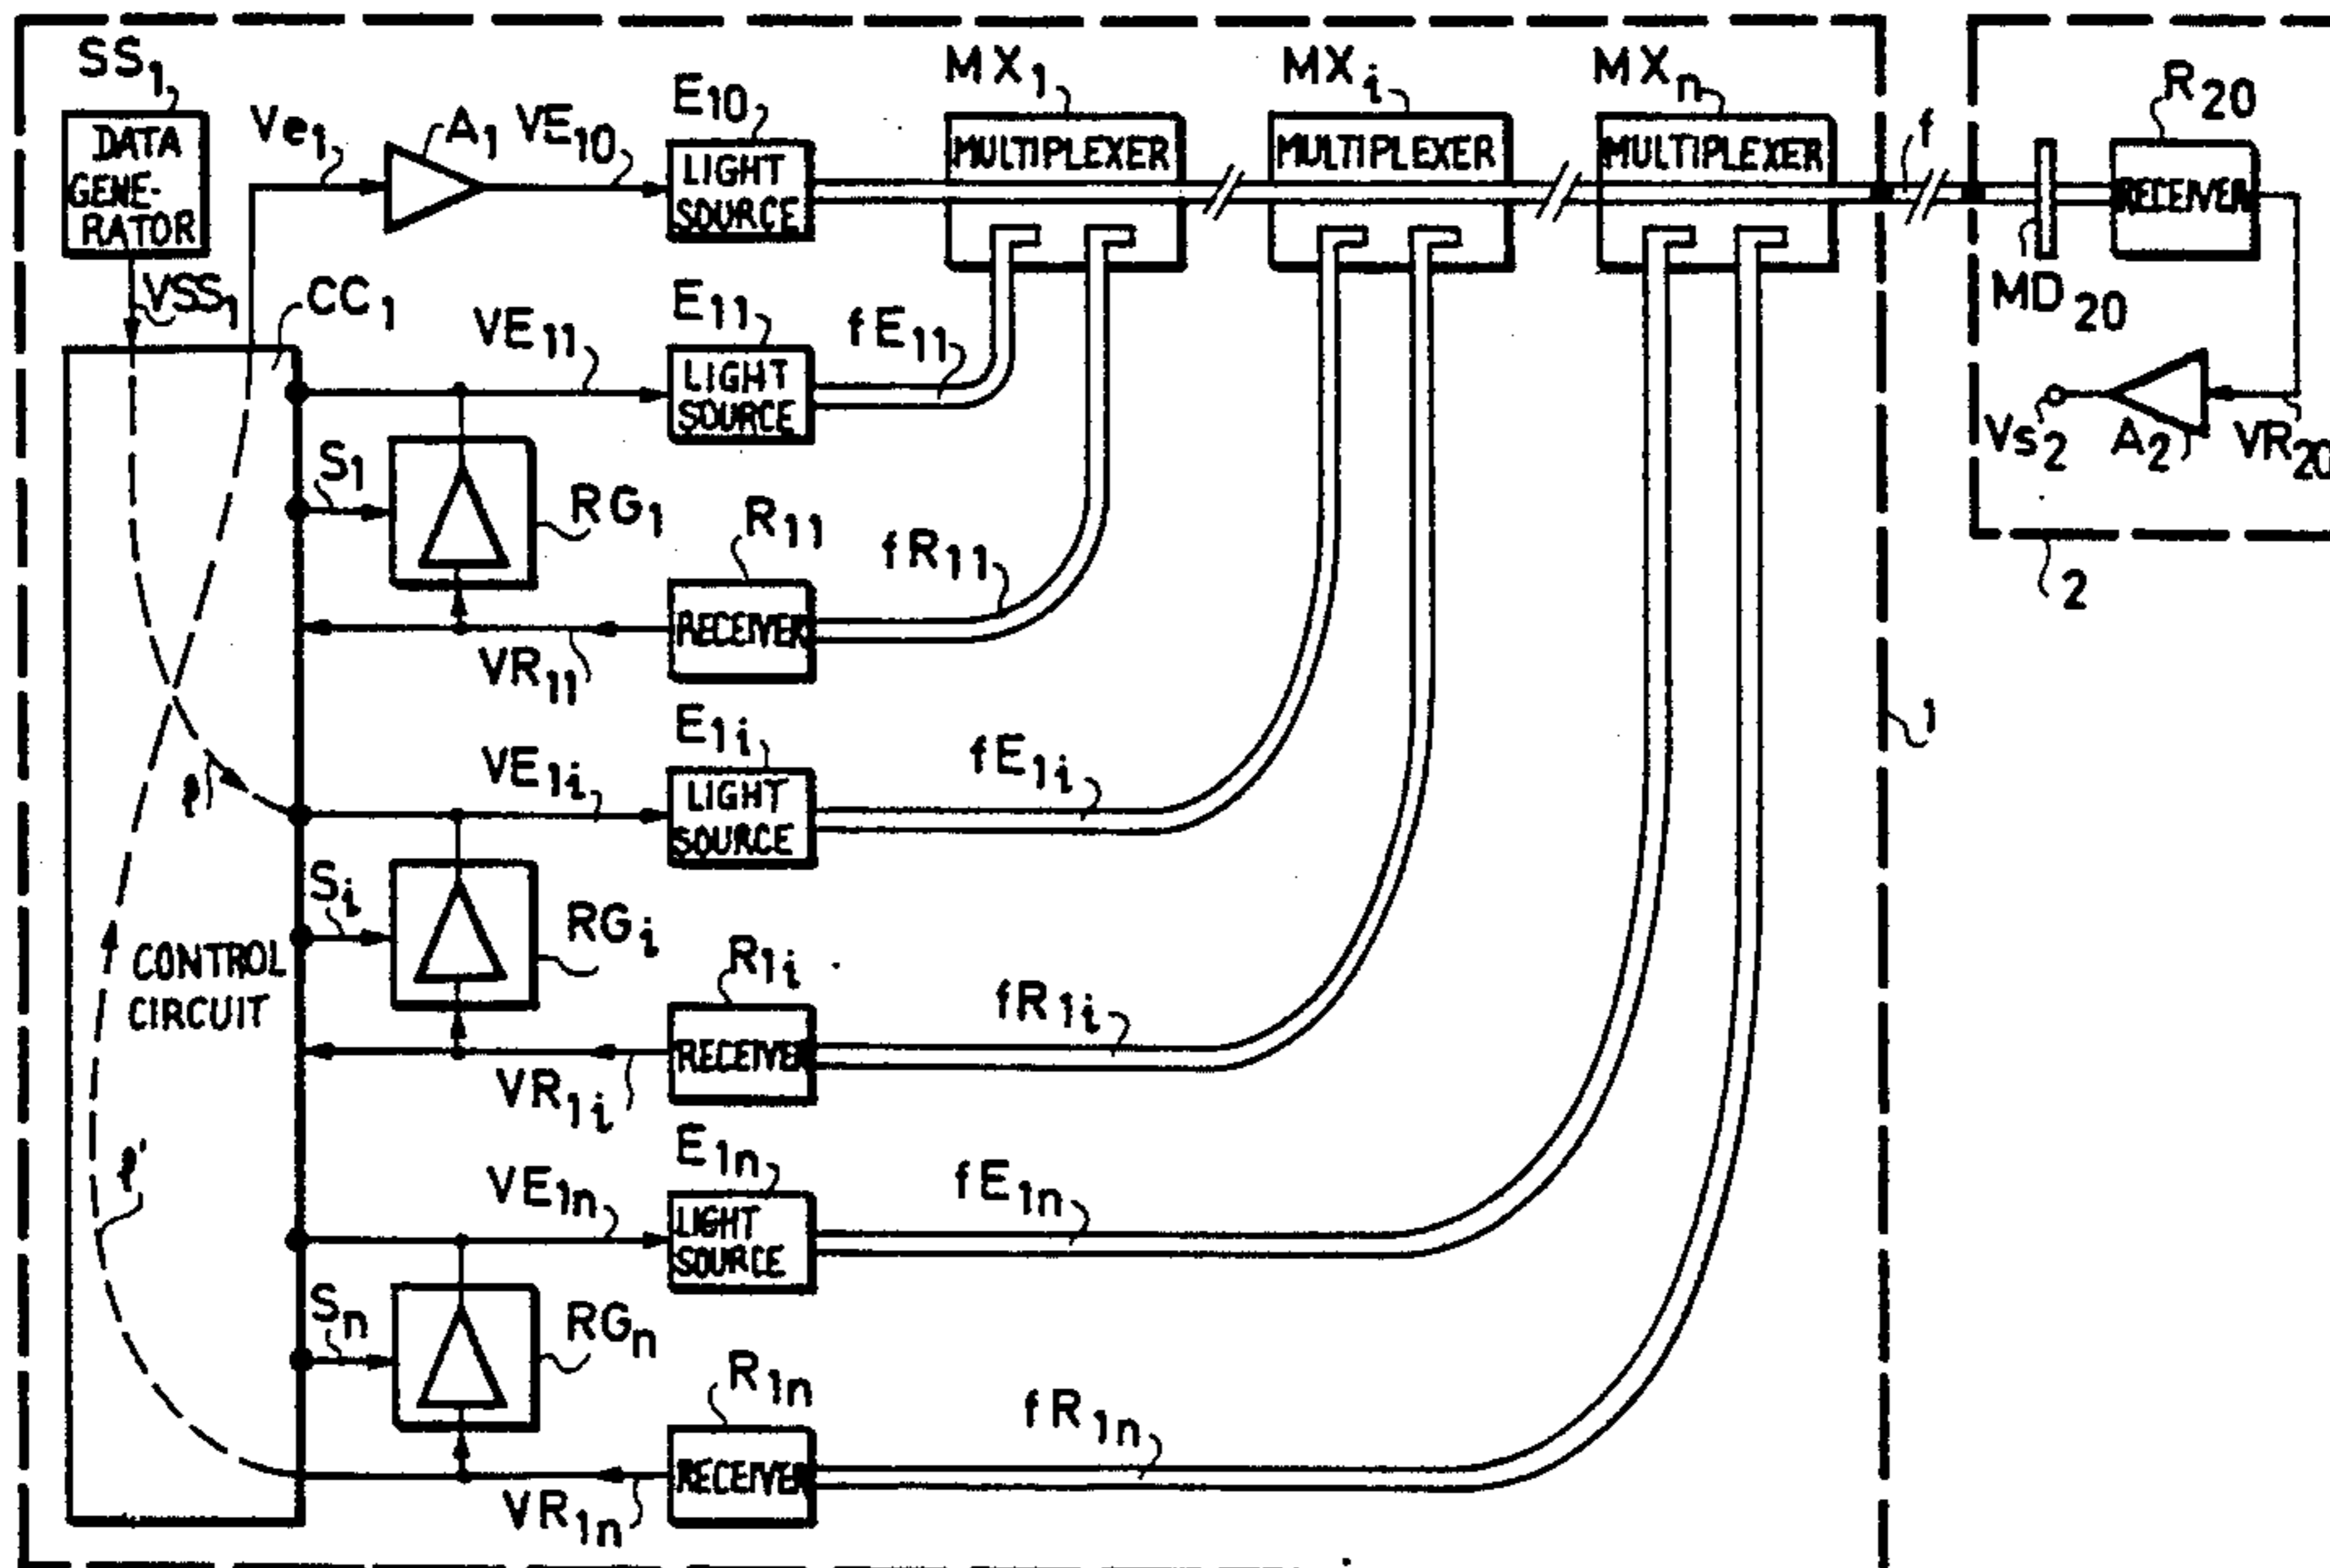 SS1
DATA
GENE-
RATOR
VSS1
CC1
Ve1
A1
VE10
E10
LIGHT
SOURCE
MX1
MULTIPLEXER
MXi
MULTIPLEXER
MXn
MULTIPLEXER
f
R20
RECEIVER
MD20
Vs2
A2
VR20
2
1
VE11
E11
LIGHT
SOURCE
fE11
S1
RG1
R11
RECEIVER
fR11
VR11
VE1i
E1i
LIGHT
SOURCE
fE1i
ℓ
Si
RGi
CONTROL
CIRCUIT
R1i
RECEIVER
fR1i
VR1i
ℓ'
VE1n
E1n
LIGHT
SOURCE
fE1n
Sn
RGn
R1n
RECEIVER
fR1n
VR1n